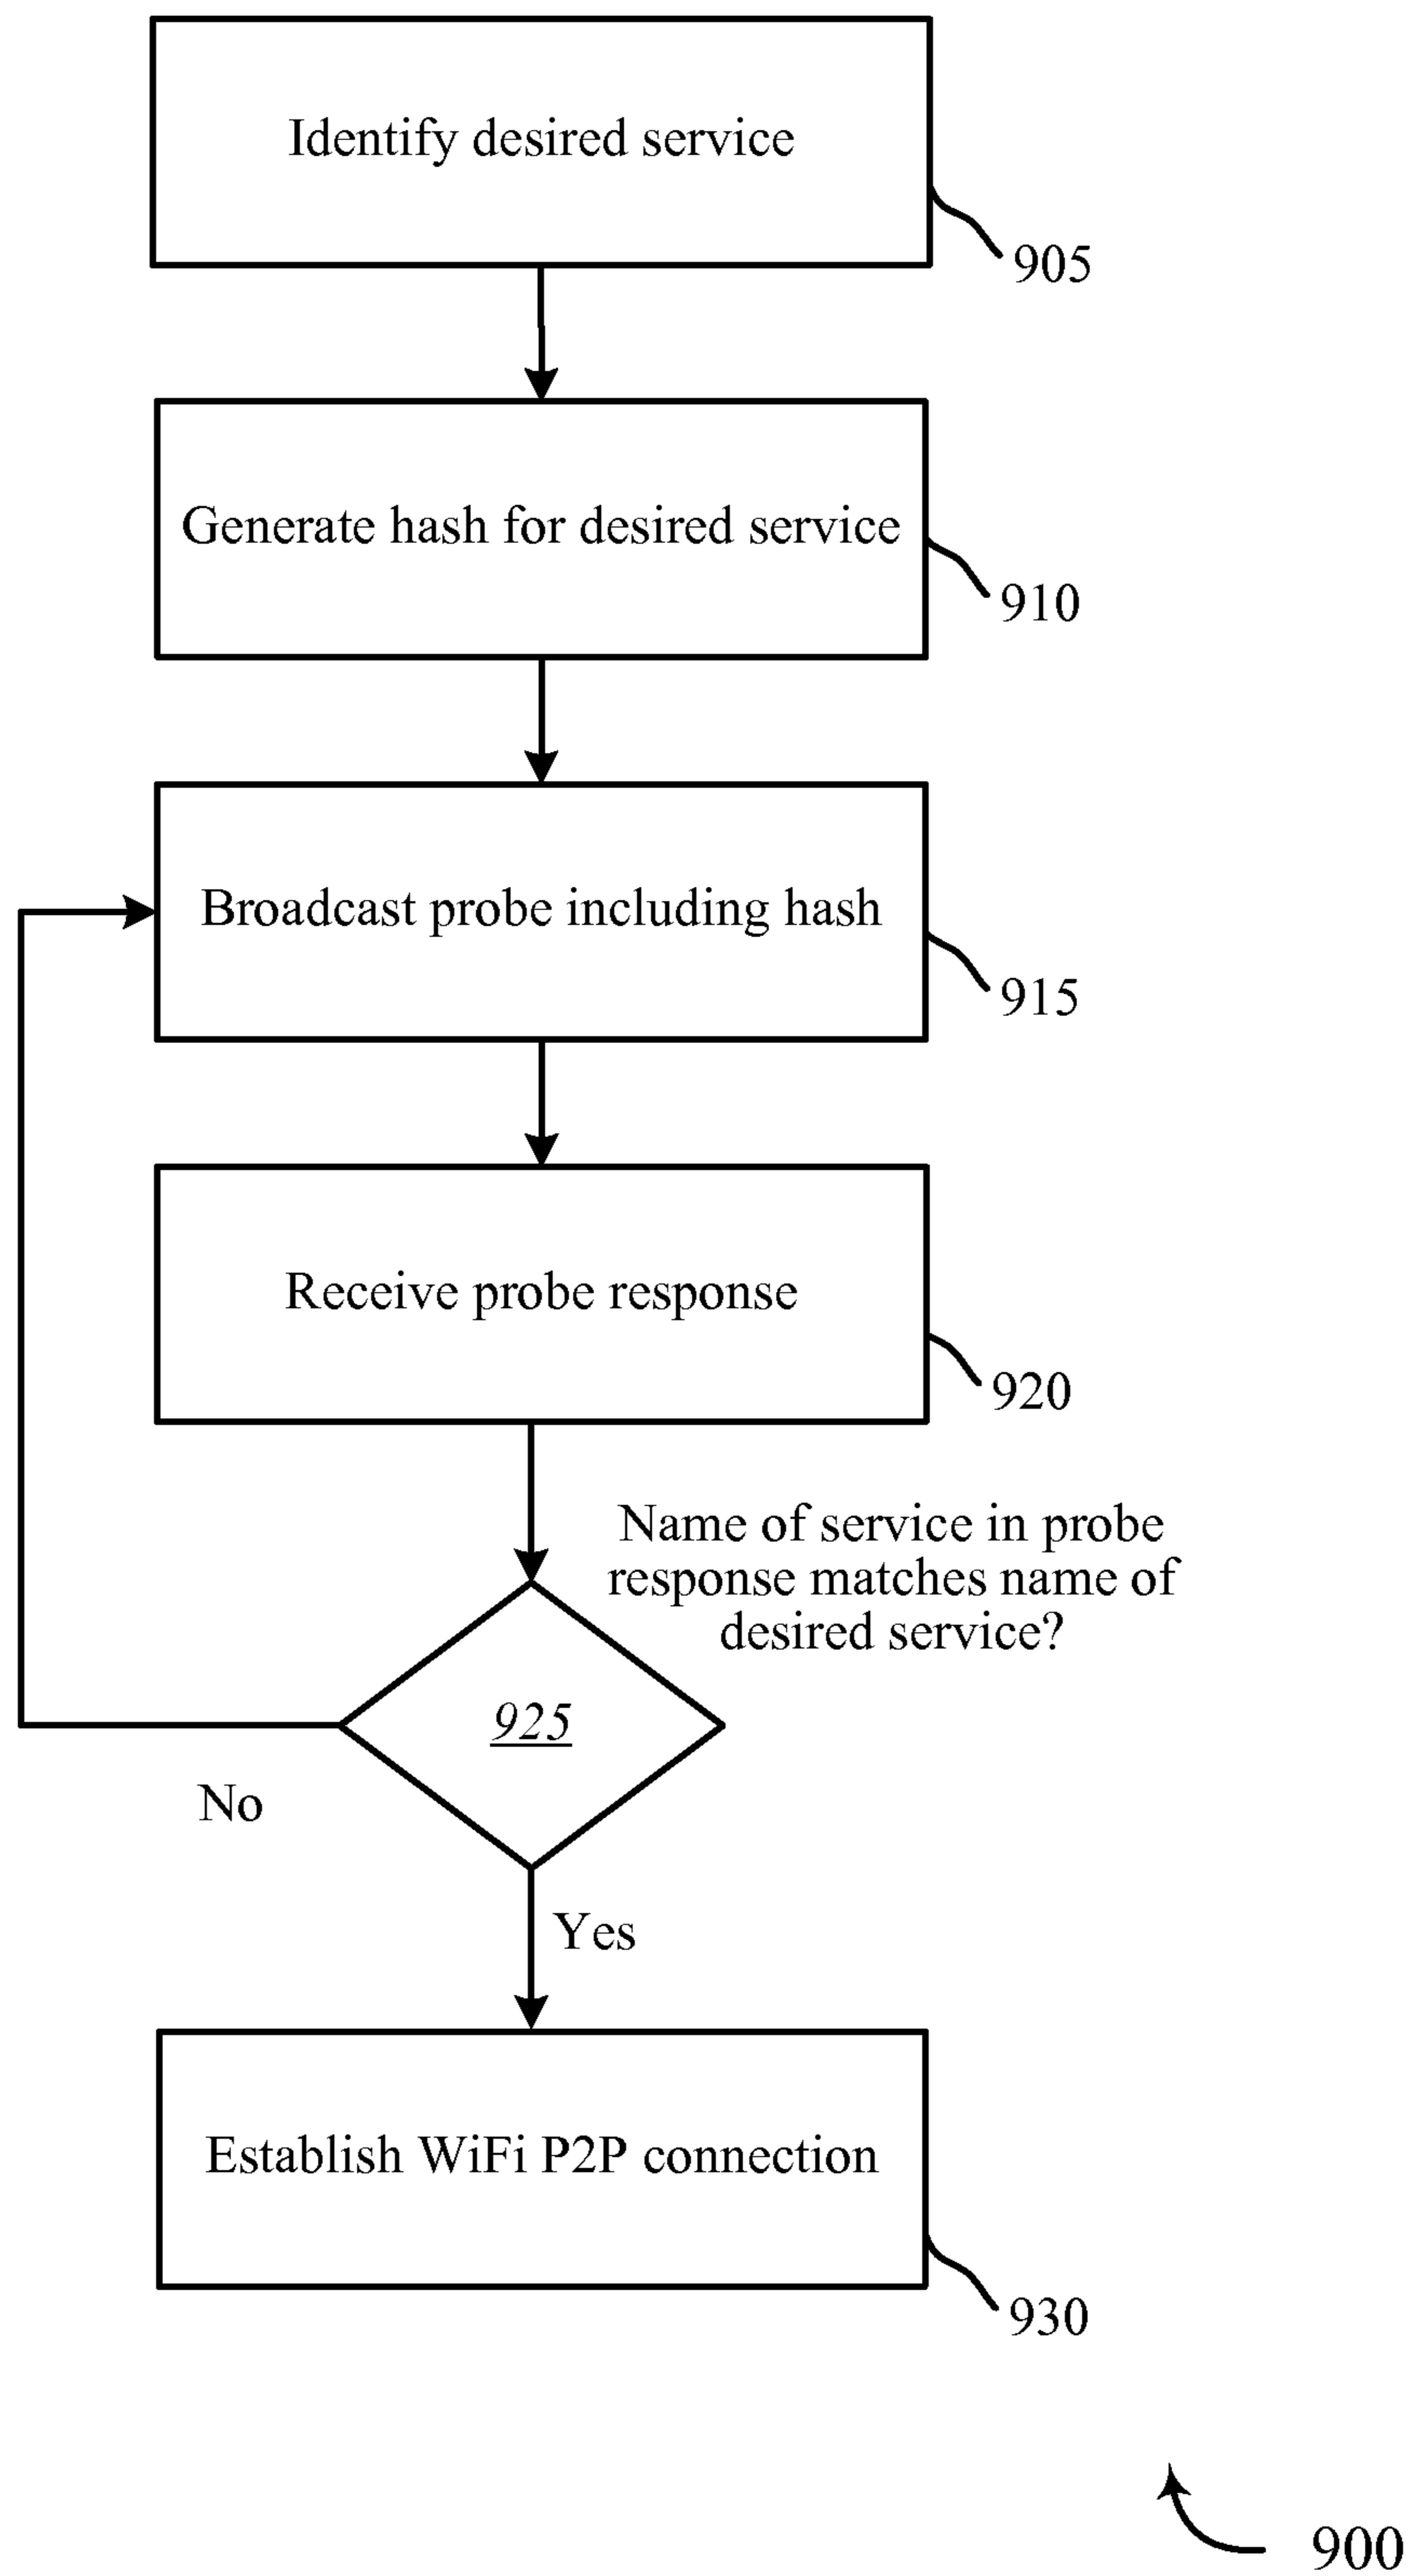 Identify desired service
905
Generate hash for desired service
910
Broadcast probe including hash
915
Receive probe response
920
Name of service in probe
response matches name of
desired service?
925
No
Yes
Establish WiFi P2P connection
930
900